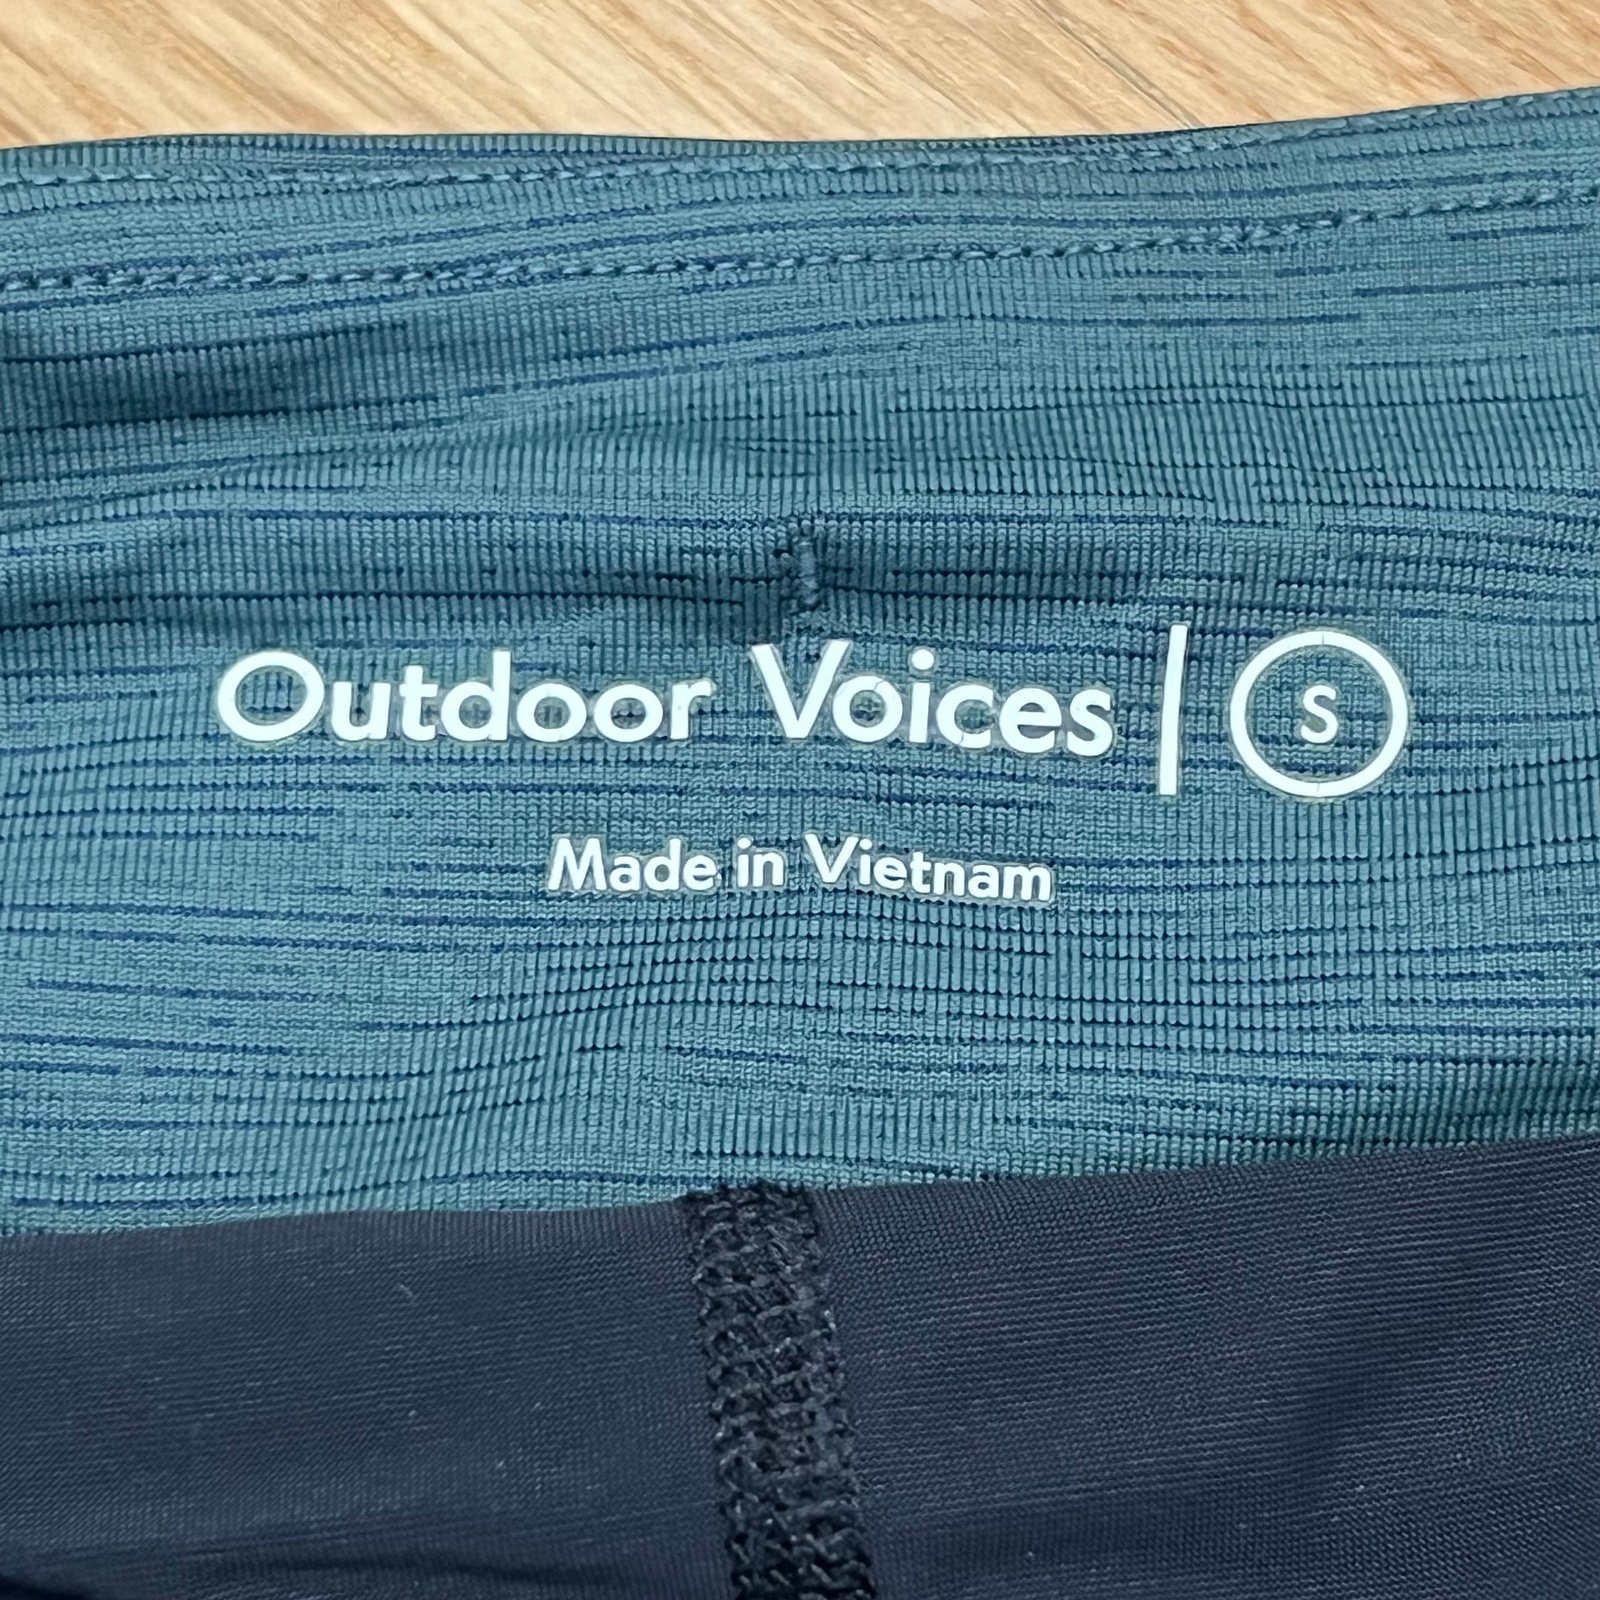 Outdoor Voices | S
Made in Vietnam